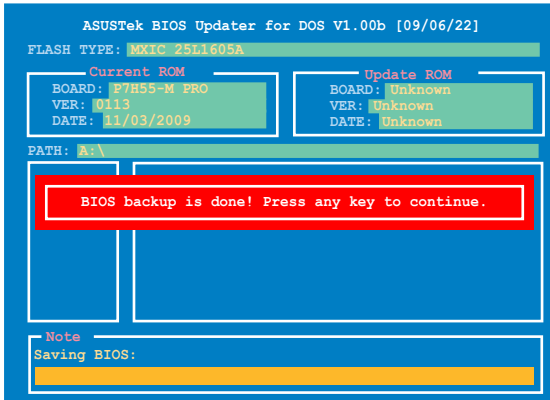 ASUSTek BIOS Updater for DOS V1.00b [09/06/22]
FLASH TYPE: MXIC 25L1605A
Current ROM
BOARD: P7H55-M PRO
VER: 0113
DATE: 11/03/2009
Update ROM
BOARD: Unknown
VER: Unknown
DATE: Unknown
PATH: A:\
BIOS backup is done! Press any key to continue.
Note
Saving BIOS: